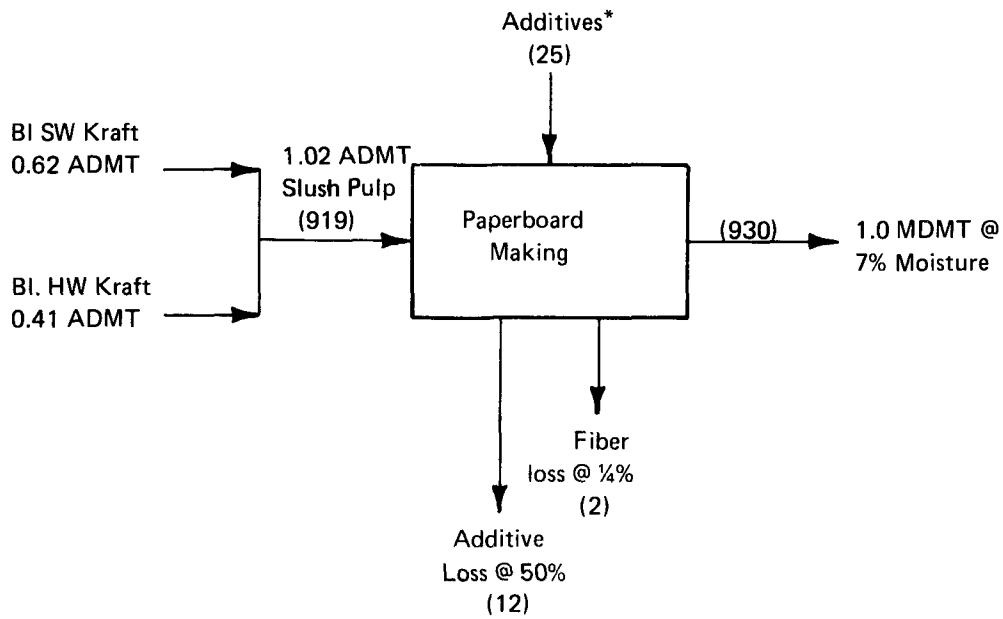 Additives*
(25)
Bl SW Kraft
0.62 ADMT
1.02 ADMT
Slush Pulp
(919)
Paperboard
Making
(930)
1.0 MDMT @
7% Moisture
Bl. HW Kraft
0.41 ADMT
Fiber
loss @ ¼%
(2)
Additive
Loss @ 50%
(12)